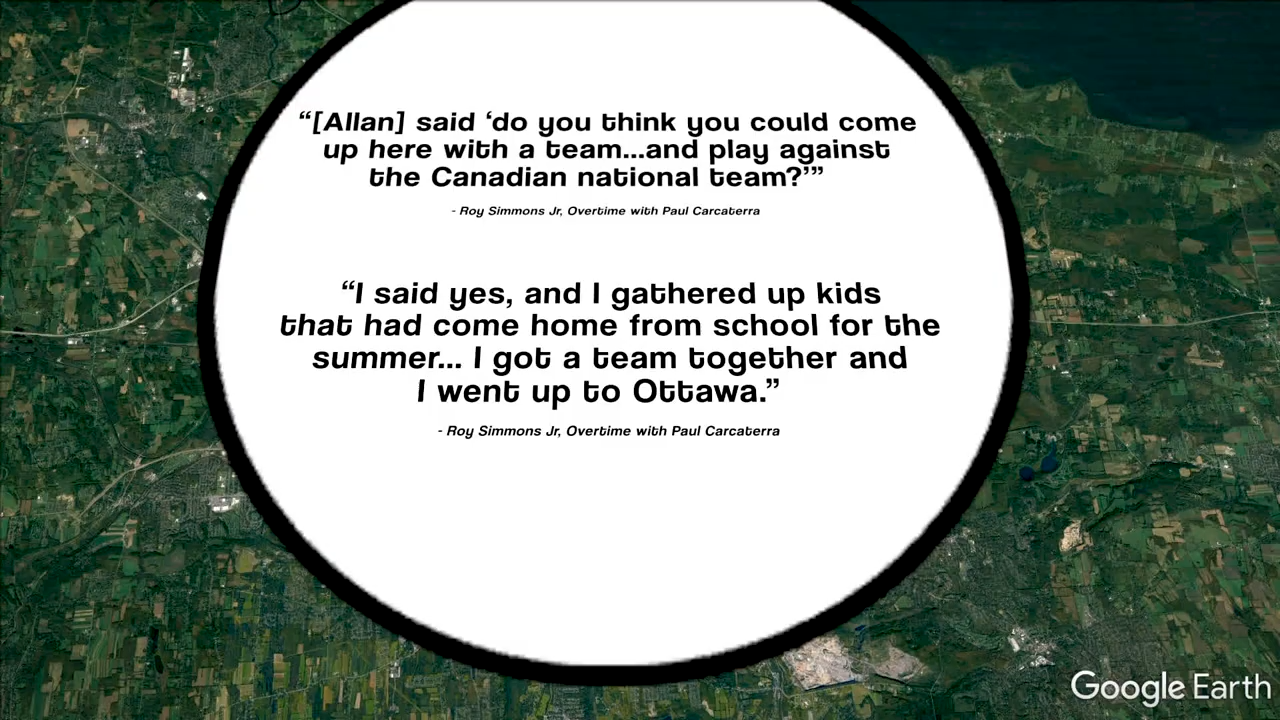 “[Allan] said ‘do you think you could come
up here with a team...and play against
the Canadian national team?’”
- Roy Simmons Jr, Overtime with Paul Carcaterra
“I said yes, and I gathered up kids
that had come home from school for the
summer... I got a team together and
I went up to Ottawa.”
- Roy Simmons Jr, Overtime with Paul Carcaterra
Google Earth